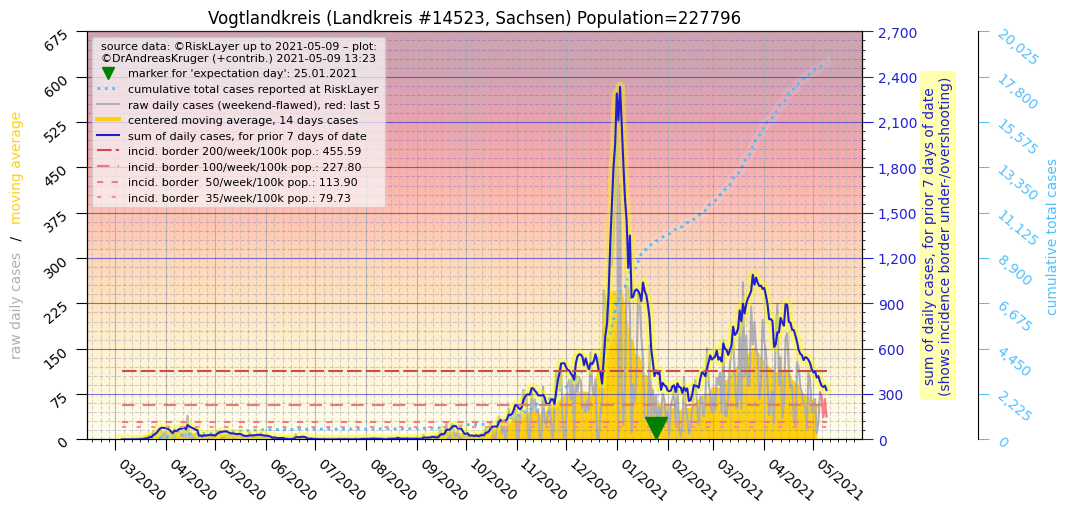 Vogtlandkreis (Landkreis #14523, Sachsen) Population=227796
source data: ©RiskLayer up to 2021-05-09 – plot:
©DrAndreasKruger (+contrib.) 2021-05-09 13:23
marker for 'expectation day': 25.01.2021
cumulative total cases reported at RiskLayer
raw daily cases (weekend-flawed), red: last 5
centered moving average, 14 days cases
sum of daily cases, for prior 7 days of date
incid. border 200/week/100k pop.: 455.59
incid. border 100/week/100k pop.: 227.80
incid. border  50/week/100k pop.: 113.90
incid. border  35/week/100k pop.: 79.73
raw daily cases / moving average
675
600
525
450
375
300
225
150
75
0
03/2020
04/2020
05/2020
06/2020
07/2020
08/2020
09/2020
10/2020
11/2020
12/2020
01/2021
02/2021
03/2021
04/2021
05/2021
2,700
2,400
2,100
1,800
1,500
1,200
900
600
300
0
sum of daily cases, for prior 7 days of date
(shows incidence border under-/overshooting)
20,025
17,800
15,575
13,350
11,125
8,900
6,675
4,450
2,225
0
cumulative total cases